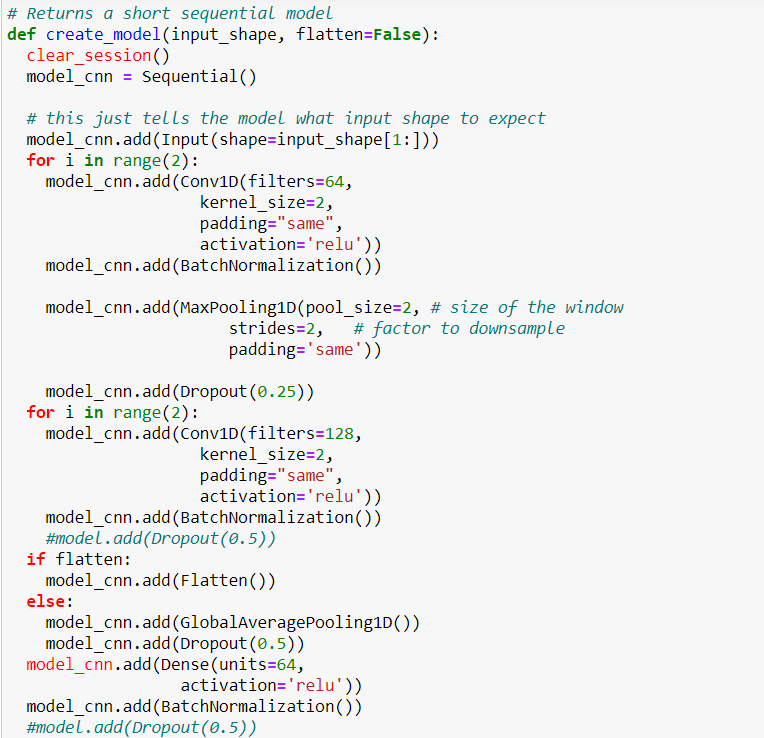 # Returns a short sequential model
def create_model(input_shape, flatten=False):
  clear_session()
  model_cnn = Sequential()

  # this just tells the model what input shape to expect
  model_cnn.add(Input(shape=input_shape[1:]))
  for i in range(2):
    model_cnn.add(Conv1D(filters=64,
                    kernel_size=2,
                    padding="same",
                    activation='relu'))
    model_cnn.add(BatchNormalization())

    model_cnn.add(MaxPooling1D(pool_size=2, # size of the window
                       strides=2,   # factor to downsample
                       padding='same'))

    model_cnn.add(Dropout(0.25))
  for i in range(2):
    model_cnn.add(Conv1D(filters=128,
                    kernel_size=2,
                    padding="same",
                    activation='relu'))
    model_cnn.add(BatchNormalization())
    #model.add(Dropout(0.5))
  if flatten:
    model_cnn.add(Flatten())
  else:
    model_cnn.add(GlobalAveragePooling1D())
    model_cnn.add(Dropout(0.5))
  model_cnn.add(Dense(units=64,
                  activation='relu'))
  model_cnn.add(BatchNormalization())
  #model.add(Dropout(0.5))